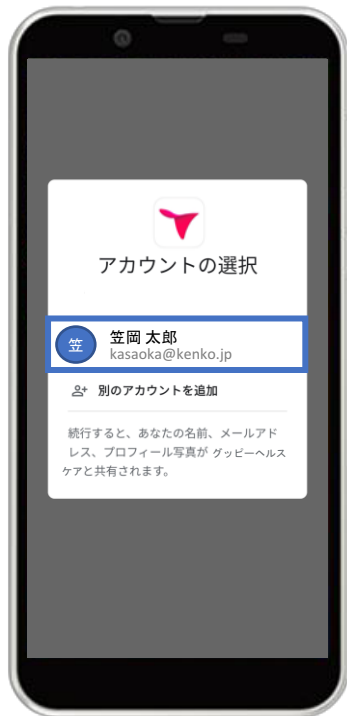 アカウントの選択
笠
笠岡 太郎
kasaoka@kenko.jp
別のアカウントを追加
続行すると、あなたの名前、メールアド
レス、プロフィール写真が グッピーヘルス
ケアと共有されます。